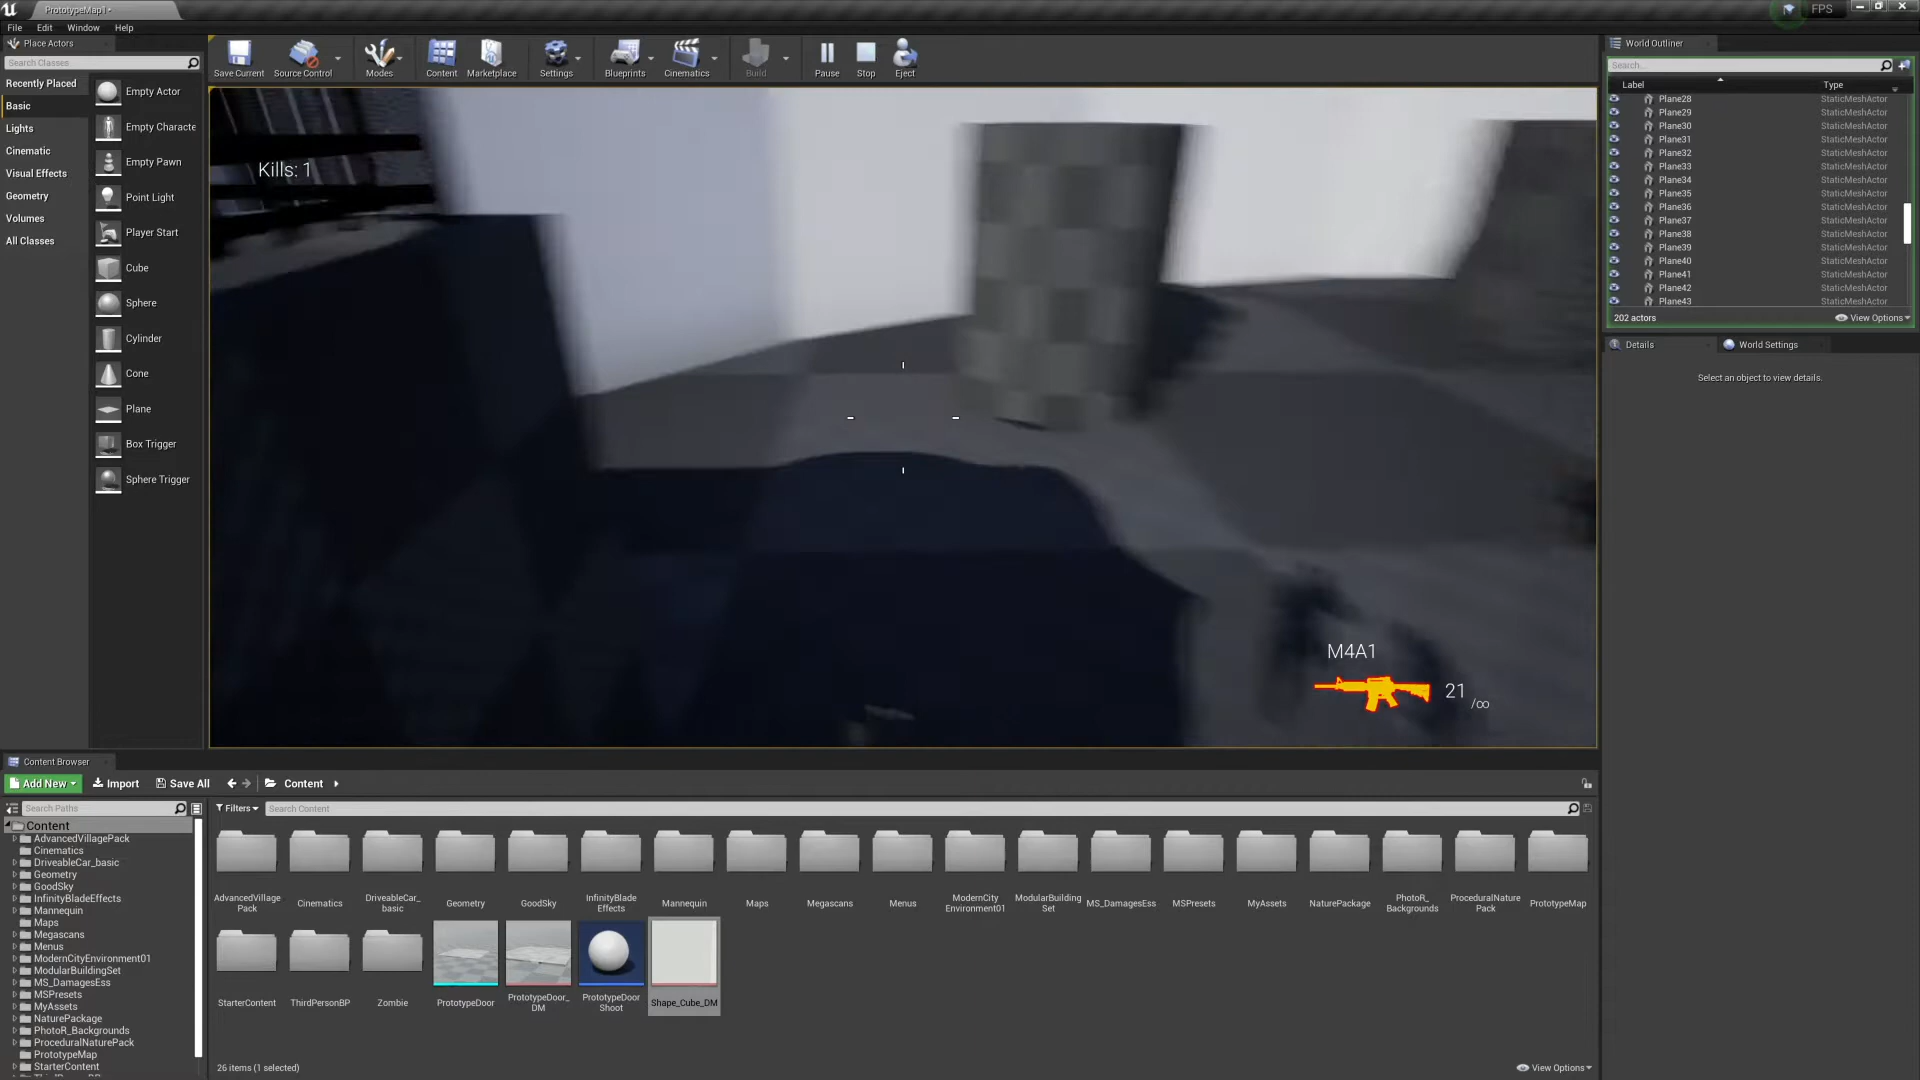 PrototypeMap1*
FPS
File Edit Window Help
Place Actors
Search Classes
Recently Placed
Basic
Lights
Cinematic
Visual Effects
Geometry
Volumes
All Classes
Empty Actor
Empty Characte
Empty Pawn
Point Light
Player Start
Cube
Sphere
Cylinder
Cone
Plane
Box Trigger
Sphere Trigger
Save Current
Source Control
Modes
Content
Marketplace
Settings
Blueprints
Cinematics
Build
Pause
Stop
Eject
Kills: 1
M4A1
21
/∞
World Outliner
Search...
Label Type
Plane28 StaticMeshActor
Plane29 StaticMeshActor
Plane30 StaticMeshActor
Plane31 StaticMeshActor
Plane32 StaticMeshActor
Plane33 StaticMeshActor
Plane34 StaticMeshActor
Plane35 StaticMeshActor
Plane36 StaticMeshActor
Plane37 StaticMeshActor
Plane38 StaticMeshActor
Plane39 StaticMeshActor
Plane40 StaticMeshActor
Plane41 StaticMeshActor
Plane42 StaticMeshActor
Plane43 StaticMeshActor
202 actors View Options
Details World Settings
Select an object to view details.
Content Browser
Add New Import Save All Content
Search Paths
Filters Search Content
Content
AdvancedVillagePack
Cinematics
DriveableCar_basic
Geometry
GoodSky
InfinityBladeEffects
Mannequin
Maps
Megascans
Menus
ModernCityEnvironment01
ModularBuildingSet
MS_DamagesEss
MSPresets
MyAssets
NaturePackage
PhotoR_Backgrounds
ProceduralNaturePack
PrototypeMap
StarterContent
AdvancedVillage
Pack
Cinematics
DriveableCar_
basic
Geometry
GoodSky
InfinityBlade
Effects
Mannequin
Maps
Megascans
Menus
ModernCity
Environment01
ModularBuilding
Set
MS_DamagesEss
MSPresets
MyAssets
NaturePackage
PhotoR_
Backgrounds
ProceduralNature
Pack
PrototypeMap
StarterContent
ThirdPersonBP
Zombie
PrototypeDoor
PrototypeDoor_
DM
PrototypeDoor
Shoot
Shape_Cube_DM
26 items (1 selected)
View Options